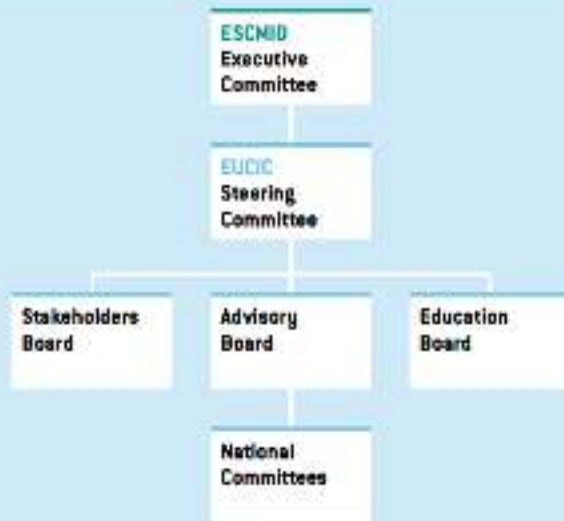 ESCMID
Executive
Committee
EUCIC
Steering
Committee
Stakeholders
Board
Advisory
Board
Education
Board
National
Committees